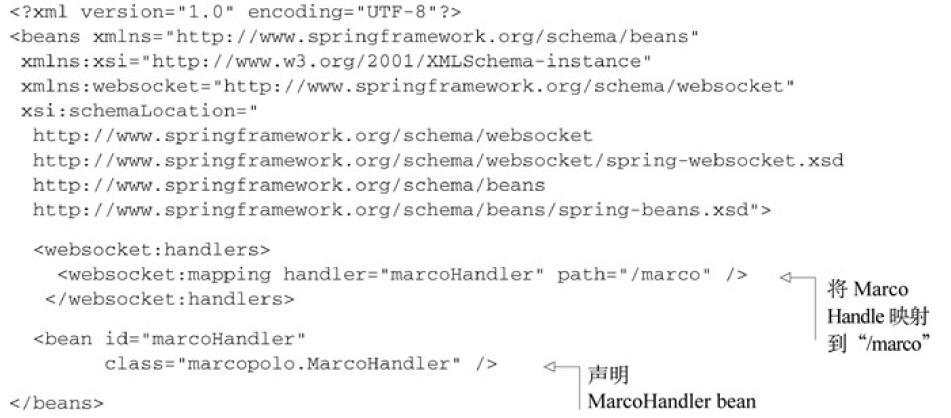 <?xml version="1.0" encoding="UTF-8"?>
<beans xmlns="http://www.springframework.org/schema/beans"
xmlns:xsi="http://www.w3.org/2001/XMLSchema-instance"
xmlns:websocket="http://www.springframework.org/schema/websocket"
xsi:schemaLocation="
http://www.springframework.org/schema/websocket
http://www.springframework.org/schema/websocket/spring-websocket.xsd
http://www.springframework.org/schema/beans
http://www.springframework.org/schema/beans/spring-beans.xsd">
<websocket:handlers>
<websocket:mapping handler="marcoHandler" path="/marco" />
</websocket:handlers>
将 Marco
Handle 映射
到“/marco”
<bean id="marcoHandler"
class="marcopolo.MarcoHandler" />
声明
MarcoHandler bean
</beans>